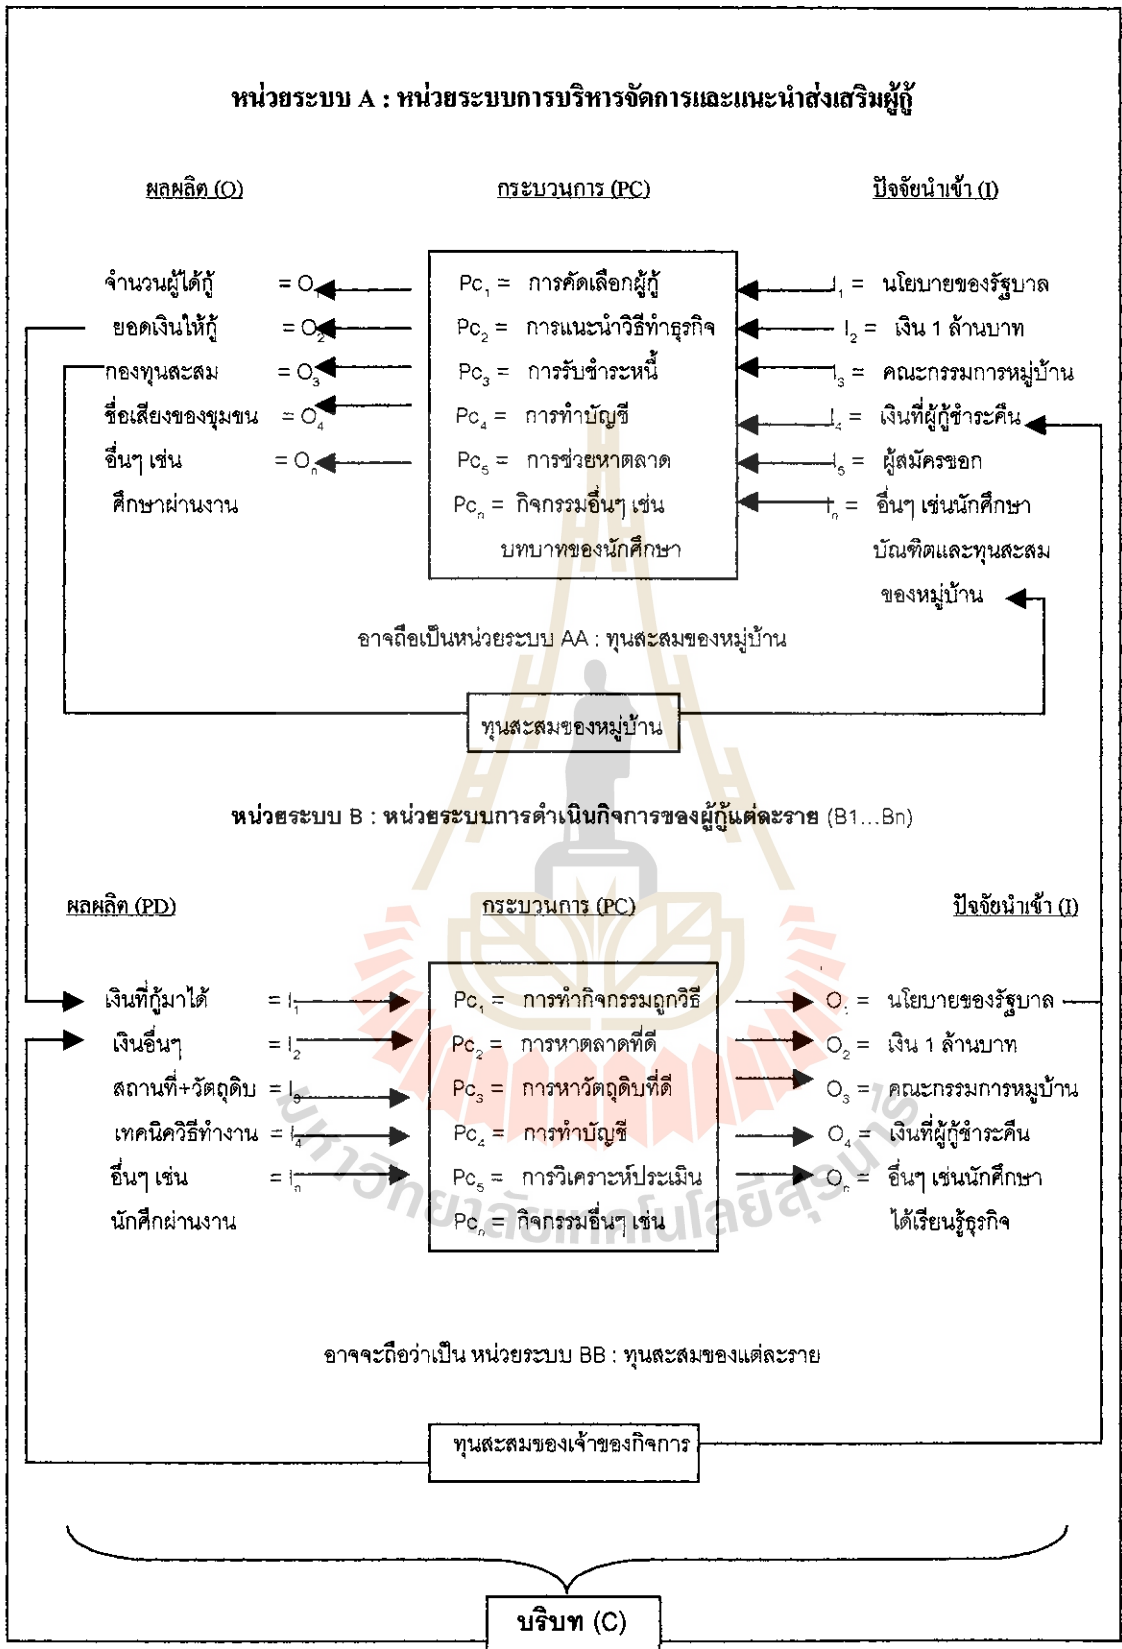 หน่วยระบบ A : หน่วยระบบการบริหารจัดการและแนะนำส่งเสริมผู้กู้
ผลผลิต (O) กระบวนการ (PC) ปัจจัยนำเข้า (I)
จำนวนผู้ได้กู้ = O1 Pc1 = การคัดเลือกผู้กู้ I1 = นโยบายของรัฐบาล
ยอดเงินให้กู้ = O2 Pc2 = การแนะนำวิธีทำธุรกิจ I2 = เงิน 1 ล้านบาท
กองทุนสะสม = O3 Pc3 = การรับชำระหนี้ I3 = คณะกรรมการหมู่บ้าน
ชื่อเสียงของชุมชน = O4 Pc4 = การทำบัญชี I4 = เงินที่ผู้กู้ชำระคืน
อื่นๆ เช่น = On Pc5 = การช่วยหาตลาด I5 = ผู้สมัครขอก
ศึกษาผ่านงาน Pcn = กิจกรรมอื่นๆ เช่น In = อื่นๆ เช่นนักศึกษา
บทบาทของนักศึกษา บัณฑิตและทุนสะสม
ของหมู่บ้าน
อาจถือเป็นหน่วยระบบ AA : ทุนสะสมของหมู่บ้าน
ทุนสะสมของหมู่บ้าน
หน่วยระบบ B : หน่วยระบบการดำเนินกิจการของผู้กู้แต่ละราย (B1...Bn)
ผลผลิต (PD) กระบวนการ (PC) ปัจจัยนำเข้า (I)
เงินที่กู้มาได้ = I1 Pc1 = การทำกิจกรรมถูกวิธี O1 = นโยบายของรัฐบาล
เงินอื่นๆ = I2 Pc2 = การหาตลาดที่ดี O2 = เงิน 1 ล้านบาท
สถานที่+วัตถุดิบ = I3 Pc3 = การหาวัตถุดิบที่ดี O3 = คณะกรรมการหมู่บ้าน
เทคนิควิธีทำงาน = I4 Pc4 = การทำบัญชี O4 = เงินที่ผู้กู้ชำระคืน
อื่นๆ เช่น = In Pc5 = การวิเคราะห์ประเมิน On = อื่นๆ เช่นนักศึกษา
นักศึกผ่านงาน Pcn = กิจกรรมอื่นๆ เช่น ได้เรียนรู้ธุรกิจ
มหาวิทยาลัยเทคโนโลยีสุรนารี
อาจจะถือว่าเป็น หน่วยระบบ BB : ทุนสะสมของแต่ละราย
ทุนสะสมของเจ้าของกิจการ
บริบท (C)